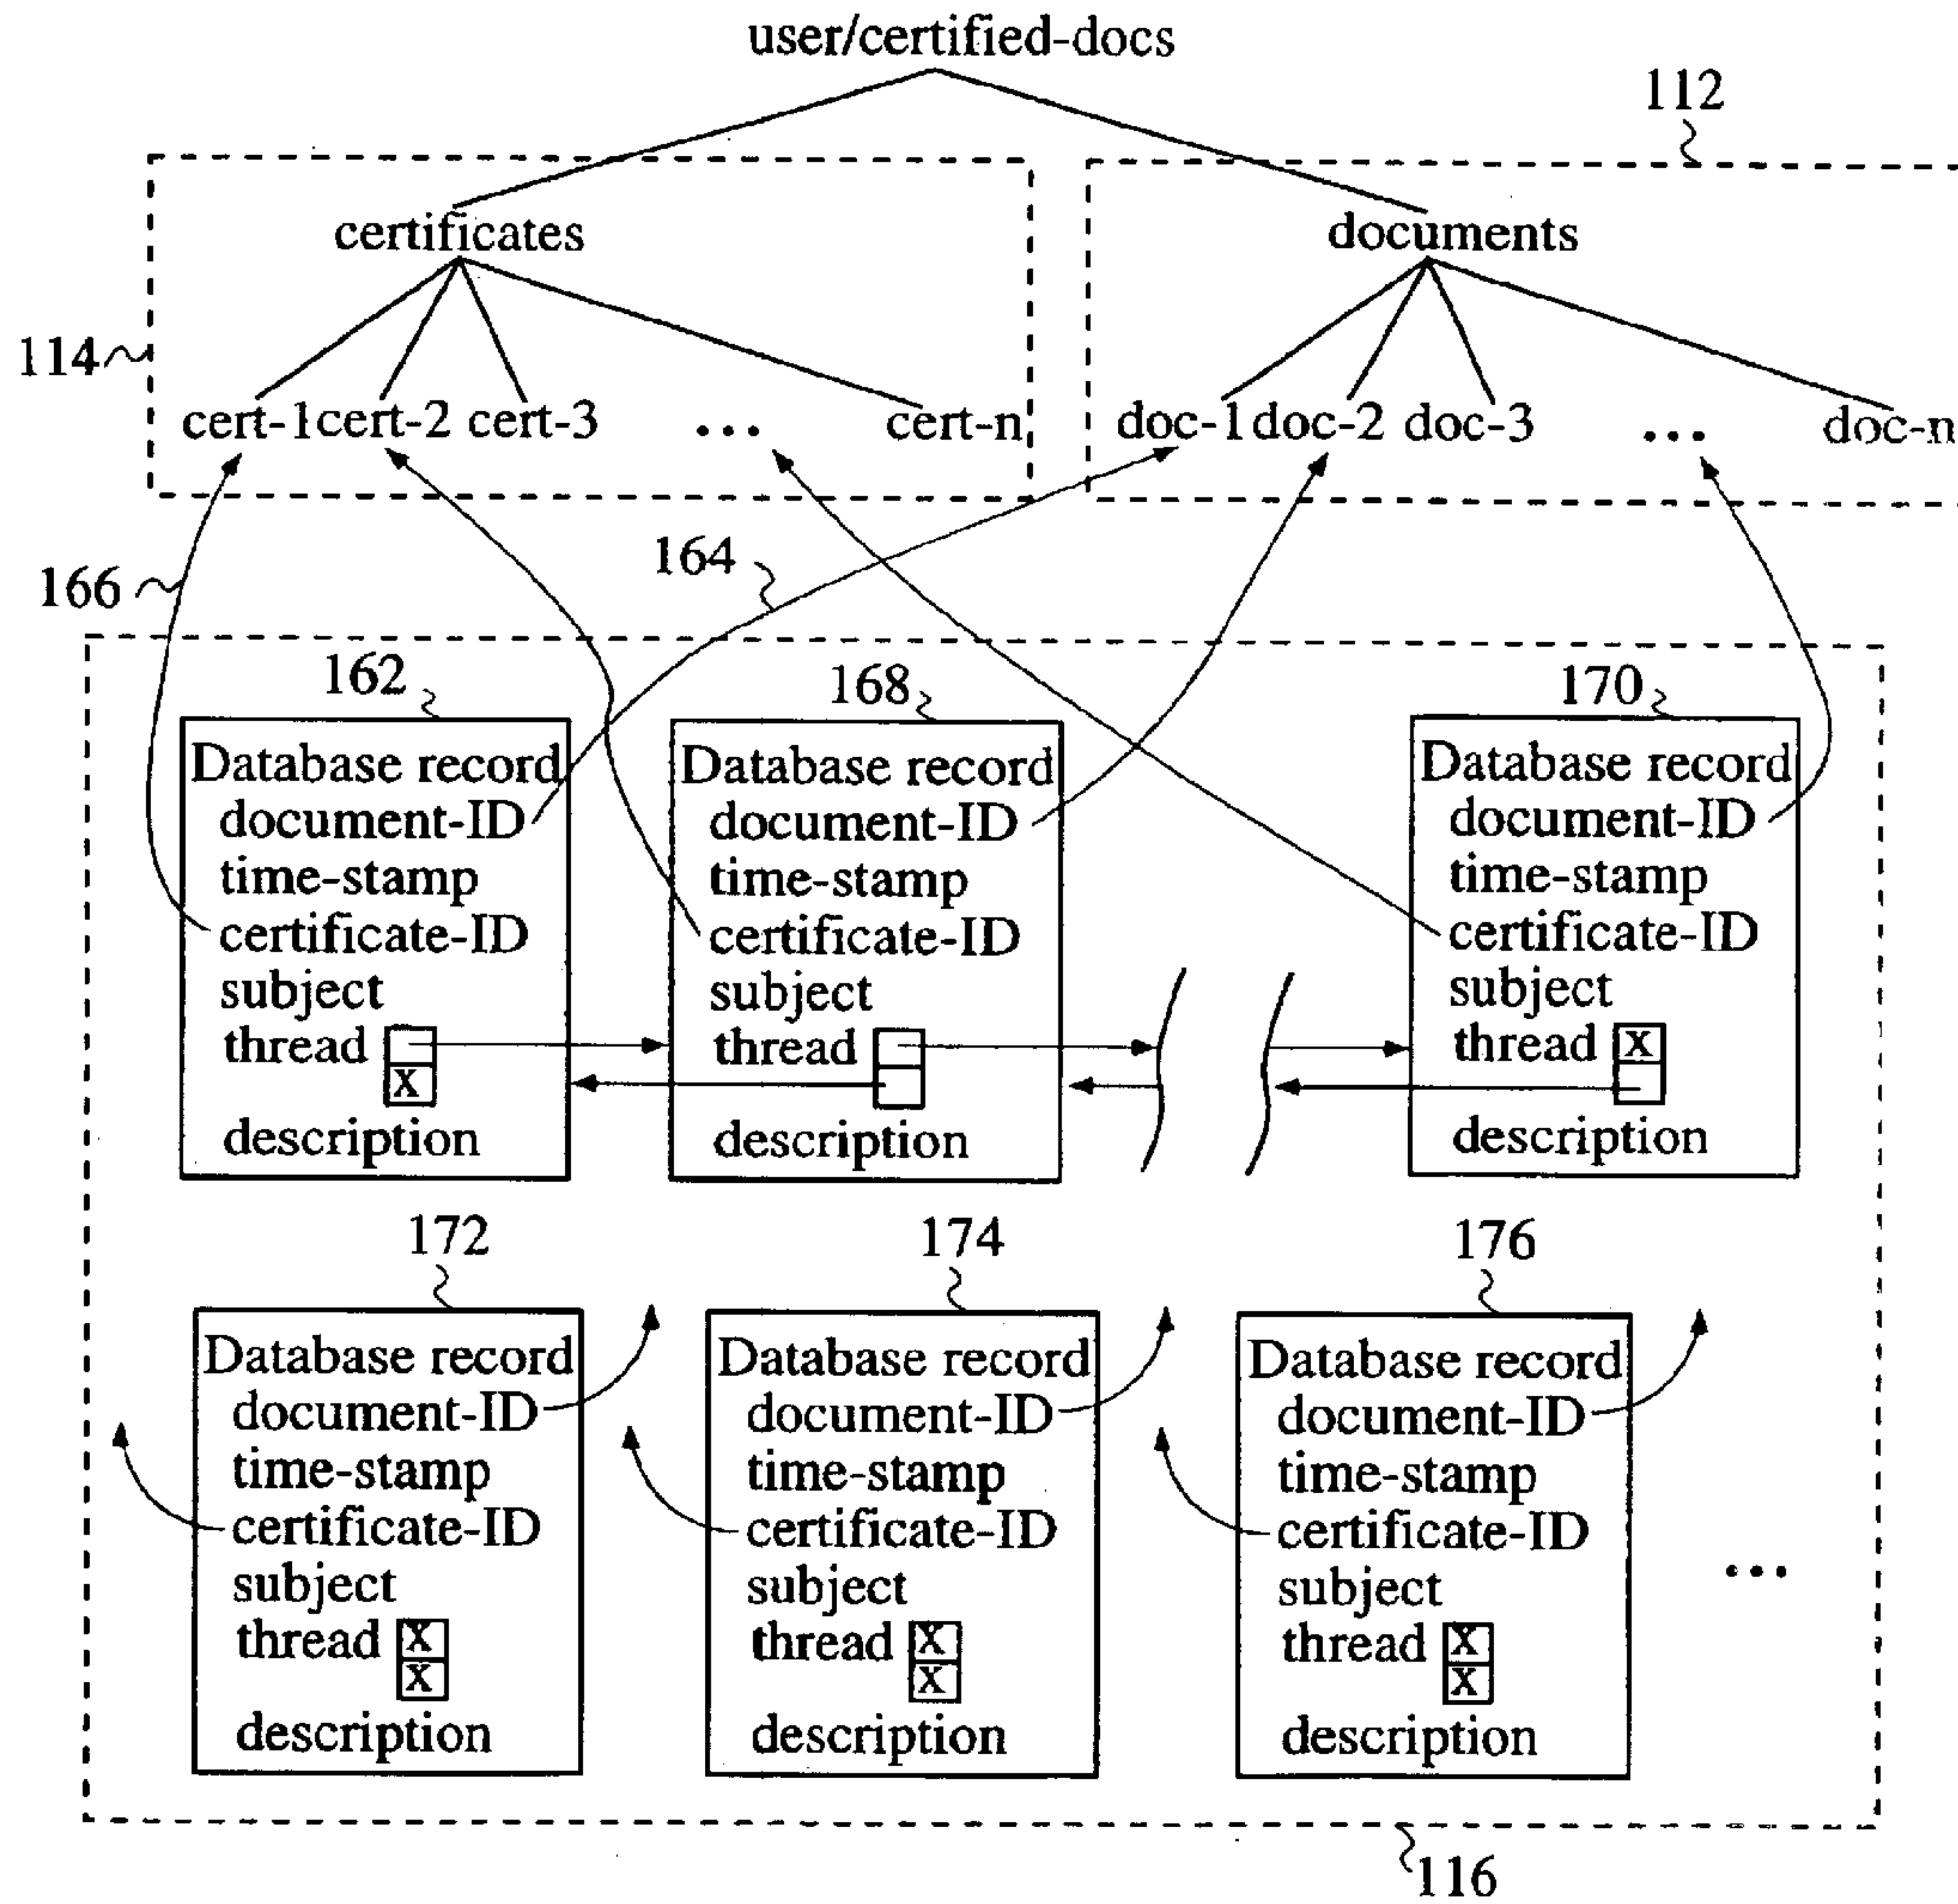 user/certified-docs
112
certificates documents
114
cert-1 cert-2 cert-3 ... cert-n doc-1 doc-2 doc-3 ... doc-n
164
166
162 168 170
Database record Database record Database record
document-ID document-ID document-ID
time-stamp time-stamp time-stamp
certificate-ID certificate-ID certificate-ID
subject subject subject
thread thread thread X
X
description description description
172 174 176
Database record Database record Database record
document-ID document-ID document-ID
time-stamp time-stamp time-stamp
certificate-ID certificate-ID certificate-ID
subject subject subject ...
thread X thread X thread X
X X X
description description description
116